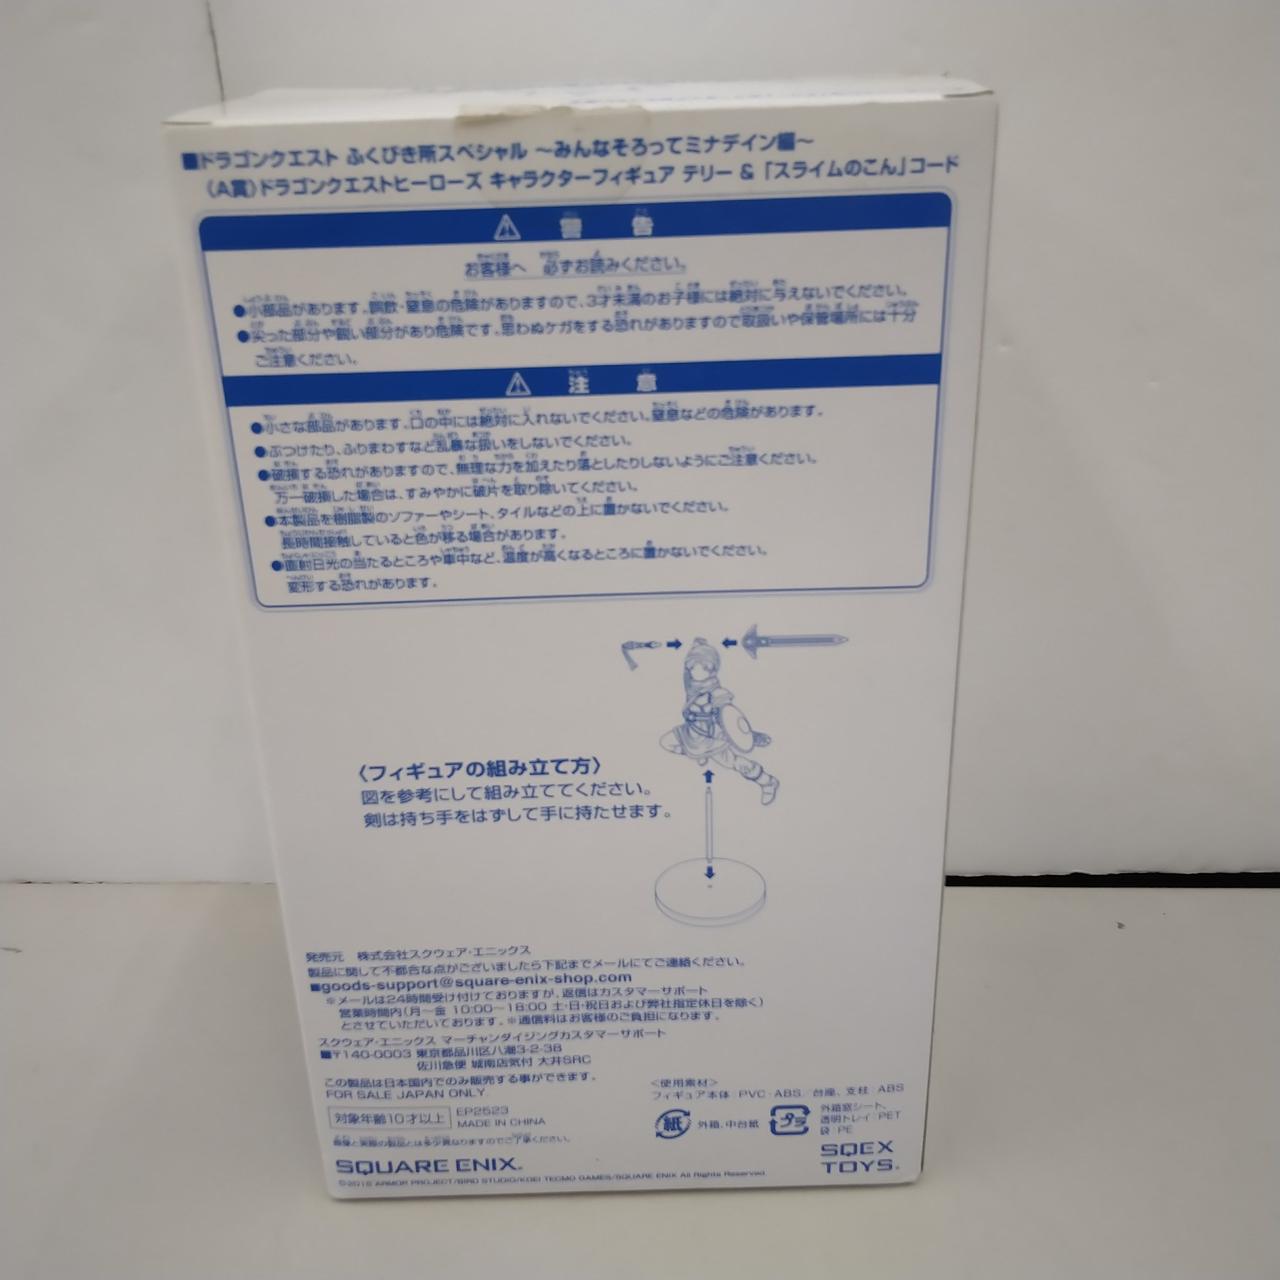 ■ドラゴンクエスト ふくびき所スペシャル ～みんなそろってミナデイン編～
《A賞》ドラゴンクエストヒーローズ キャラクターフィギュア テリー & 「スライムのこん」コード
⚠ 警 告
お客様へ 必ずお読みください。
●小部品があります。誤飲・窒息の危険がありますので、3才未満のお子様には絶対に与えないでください。
●尖った部分や鋭い部分があり危険です。思わぬケガをする恐れがありますので取扱いや保管場所には十分
ご注意ください。
⚠ 注 意
●小さな部品があります。口の中には絶対に入れないでください。窒息などの危険があります。
●ぶつけたり、ふりまわすなど乱暴な扱いをしないでください。
●破損する恐れがありますので、無理な力を加えたり落としたりしないようにご注意ください。
万一破損した場合は、すみやかに破片を取り除いてください。
●本製品を樹脂製のソファーやシート、タイルなどの上に置かないでください。
長時間接触していると色が移る場合があります。
●直射日光の当たるところや車中など、温度が高くなるところに置かないでください。
変形する恐れがあります。
〈フィギュアの組み立て方〉
図を参考にして組み立ててください。
剣は持ち手をはずして手に持たせます。
発売元 株式会社スクウェア・エニックス
製品に関して不都合な点がございましたら下記までメールにてご連絡ください。
■goods-support@square-enix-shop.com
※メールは24時間受け付けておりますが、返信はカスタマーサポート
営業時間内(月～金 10:00～18:00 土・日・祝日および弊社指定休日を除く)
とさせていただいております。※通信料はお客様のご負担になります。
スクウェア・エニックス マーチャンダイジングカスタマーサポート
■〒140-0003 東京都品川区八潮3-2-38
佐川急便 城南店気付 大井SRC
この製品は日本国内でのみ販売する事ができます。
FOR SALE JAPAN ONLY.
対象年齢10才以上
EP2523
MADE IN CHINA
画像と実際の製品とは多少異なりますのでご了承ください。
<使用素材>
フィギュア本体：PVC・ABS／台座、支柱：ABS
紙 外箱、中台紙
プラ
外箱窓シート、
透明トレイ：PET
袋：PE
SQUARE ENIX.
SQEX
TOYS.
©2015 ARMOR PROJECT/BIRD STUDIO/KOEI TECMO GAMES/SQUARE ENIX All Rights Reserved.